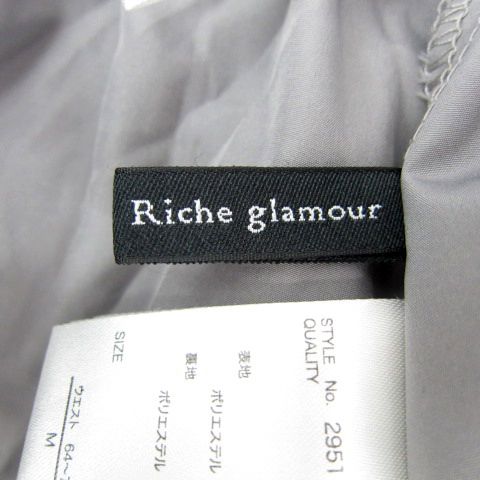 Riche glamour
STYLE No. 2951
QUALITY
表地 ポリエステル
裏地 ポリエステル
SIZE
ウエスト 64～
M